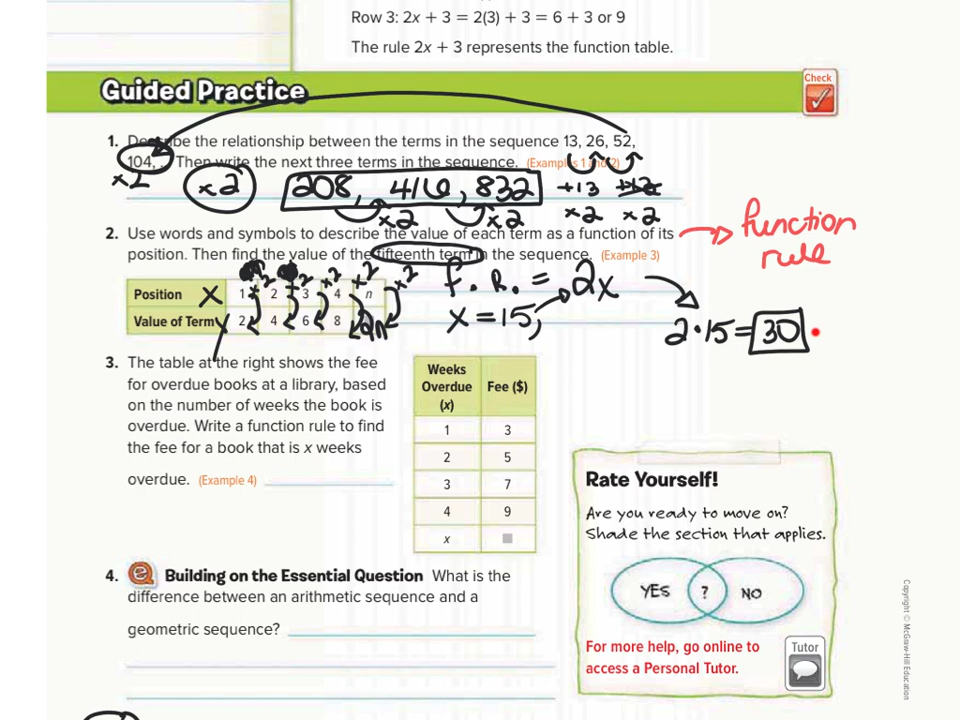 Row 3: 2x + 3 = 2(3) + 3 = 6 + 3 or 9
The rule 2x + 3 represents the function table.
Guided Practice
Check
1. Describe the relationship between the terms in the sequence 13, 26, 52,
104, ... Then write the next three terms in the sequence. (Examples 1 and 2)
×2
×2
208, 416, 832
+13
×2 ×2
×2 ×2
2. Use words and symbols to describe the value of each term as a function of its
position. Then find the value of the fifteenth term in the sequence. (Example 3)
function
rule
×2 ×2 ×2 ×2 ×2
Position X 1 2 3 4 n
Value of Term Y 2 4 6 8 2n
f. R. = 2x
x = 15,
2·15 = 30
3. The table at the right shows the fee
for overdue books at a library, based
on the number of weeks the book is
overdue. Write a function rule to find
the fee for a book that is x weeks
overdue. (Example 4)
Weeks
Overdue
(x)
Fee ($)
1 3
2 5
3 7
4 9
x
4. Building on the Essential Question What is the
difference between an arithmetic sequence and a
geometric sequence?
Rate Yourself!
Are you ready to move on?
Shade the section that applies.
YES ? NO
For more help, go online to
access a Personal Tutor.
Tutor
Copyright © McGraw-Hill Education